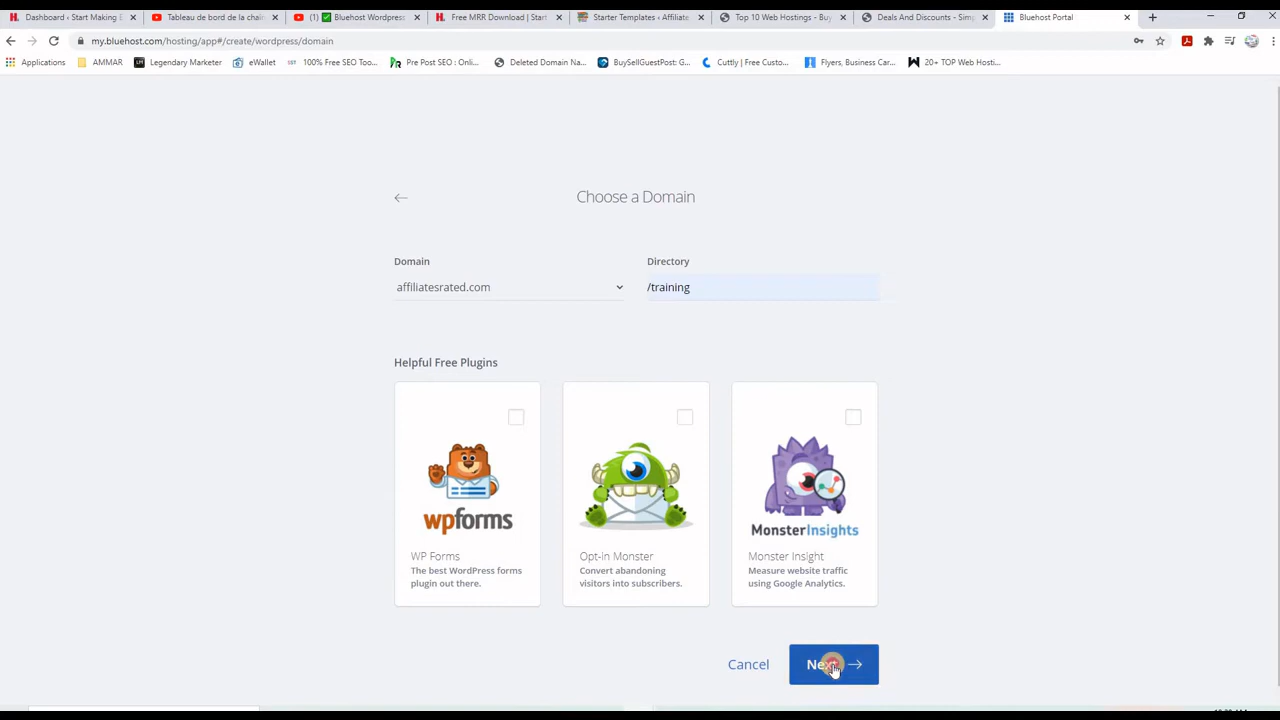 Dashboard ‹ Start Making
Tableau de bord de la chaîn
(1) ✅ Bluehost Wordpress
Free MRR Download | Start
Starter Templates ‹ Affiliate
Top 10 Web Hostings - Buy
Deals And Discounts - Simp
Bluehost Portal
my.bluehost.com/hosting/app#/create/wordpress/domain
Applications
AMMAR
Legendary Marketer
eWallet
100% Free SEO Too...
Pre Post SEO : Onli...
Deleted Domain Na...
BuySellGuestPost: G...
Cuttly | Free Custo...
Flyers, Business Car...
20+ TOP Web Hosti...
Choose a Domain
Domain
Directory
affiliatesrated.com
/training
Helpful Free Plugins
wpforms
MonsterInsights
WP Forms
The best WordPress forms
plugin out there.
Opt-in Monster
Convert abandoning
visitors into subscribers.
Monster Insight
Measure website traffic
using Google Analytics.
Cancel
Next